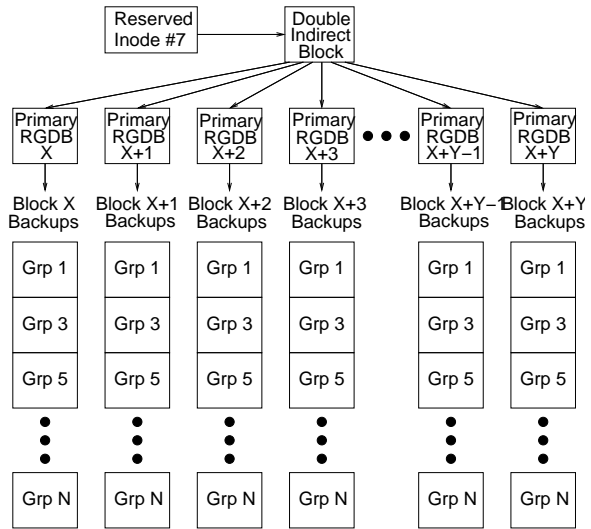 Reserved
Inode #7
Double
Indirect
Block
Primary
RGDB
X
Primary
RGDB
X+1
Primary
RGDB
X+2
Primary
RGDB
X+3
Primary
RGDB
X+Y−1
Primary
RGDB
X+Y
Block X
Backups
Block X+1
Backups
Block X+2
Backups
Block X+3
Backups
Block X+Y−1
Backups
Block X+Y
Backups
Grp 1 Grp 1 Grp 1 Grp 1 Grp 1 Grp 1
Grp 3 Grp 3 Grp 3 Grp 3 Grp 3 Grp 3
Grp 5 Grp 5 Grp 5 Grp 5 Grp 5 Grp 5
Grp N Grp N Grp N Grp N Grp N Grp N